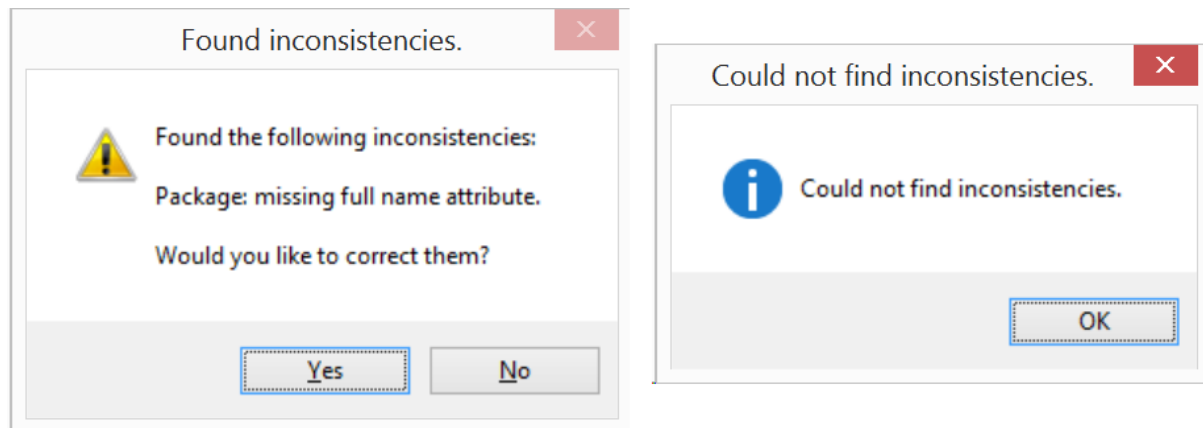 Found inconsistencies.
Found the following inconsistencies:
Package: missing full name attribute.
Would you like to correct them?
Yes
No
Could not find inconsistencies.
Could not find inconsistencies.
OK